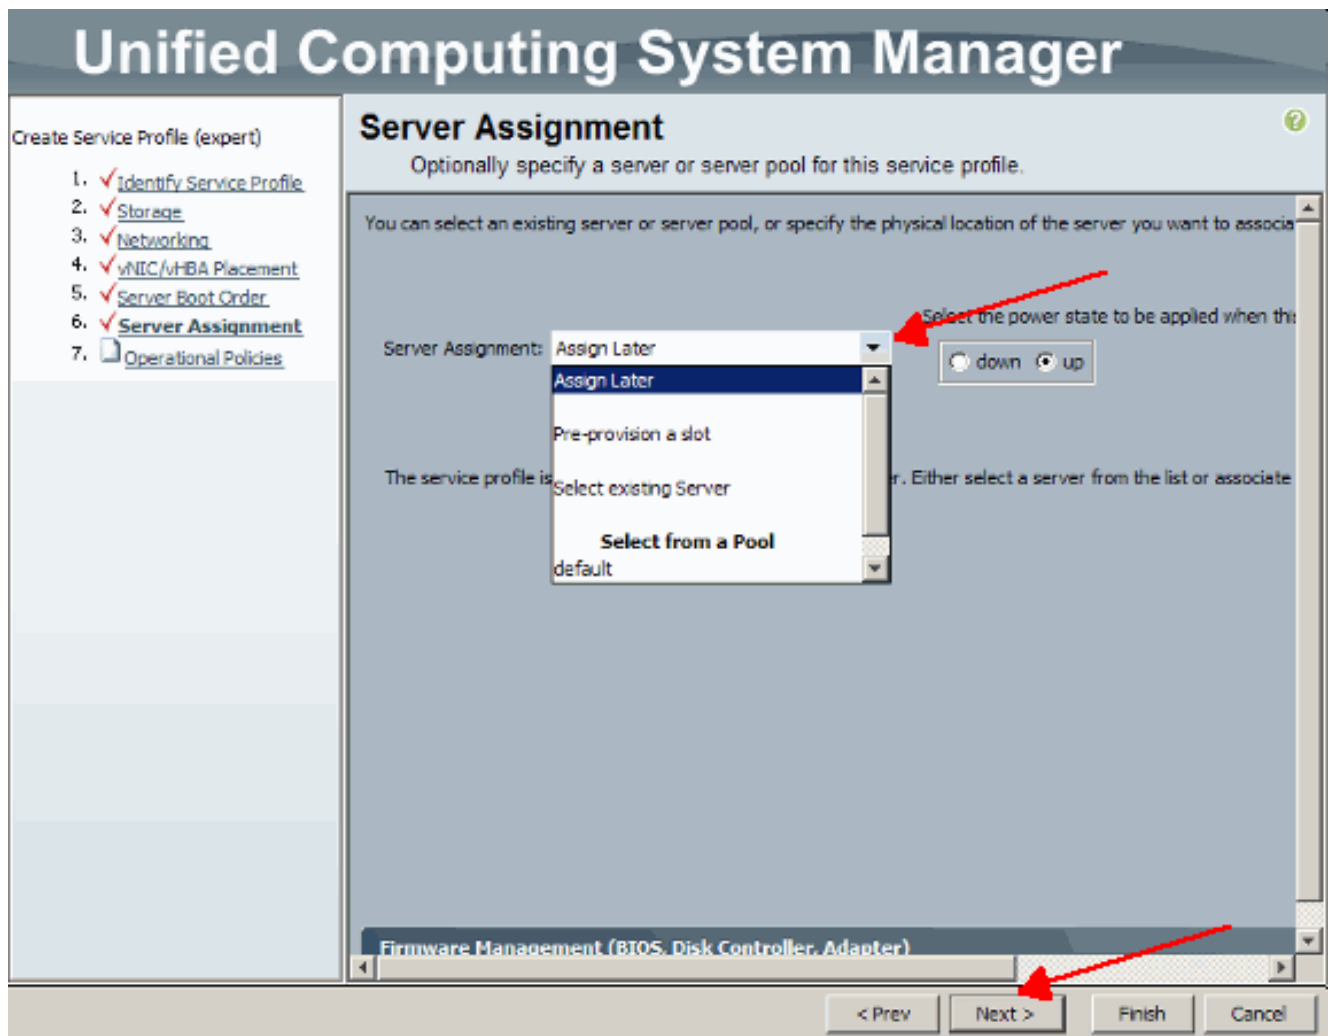 Unified Computing System Manager
Create Service Profile (expert)
1. Identify Service Profile
2. Storage
3. Networking
4. vNIC/vHBA Placement
5. Server Boot Order
6. Server Assignment
7. Operational Policies
Server Assignment
Optionally specify a server or server pool for this service profile.
You can select an existing server or server pool, or specify the physical location of the server you want to associa
Select the power state to be applied when this
Server Assignment: Assign Later
down up
Assign Later
Pre-provision a slot
The service profile is
r. Either select a server from the list or associate
Select existing Server
Select from a Pool
default
Firmware Management (BIOS, Disk Controller, Adapter)
< Prev Next > Finish Cancel